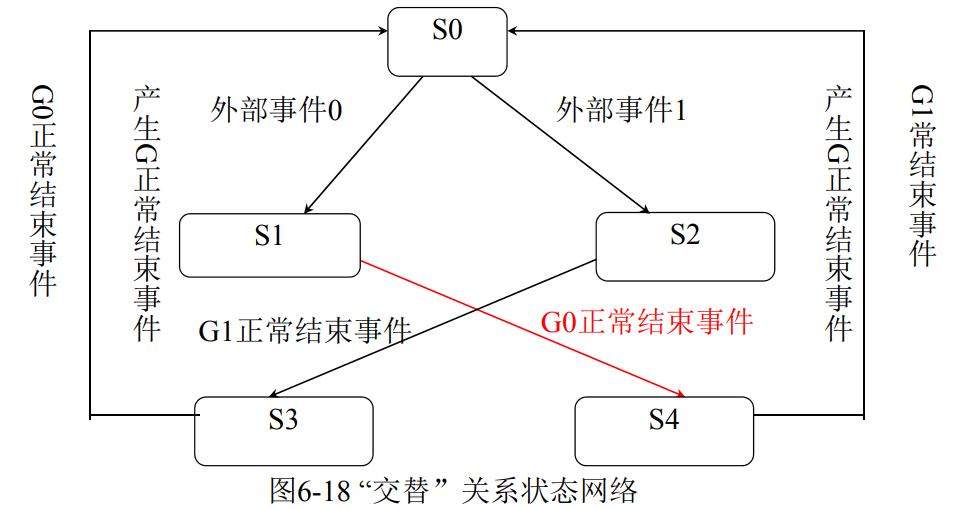 S0
外部事件0
外部事件1
G0正常结束事件
产生G正常结束事件
产生G正常结束事件
G1常结束事件
S1
S2
G1正常结束事件
G0正常结束事件
S3
S4
图6-18 “交替”关系状态网络